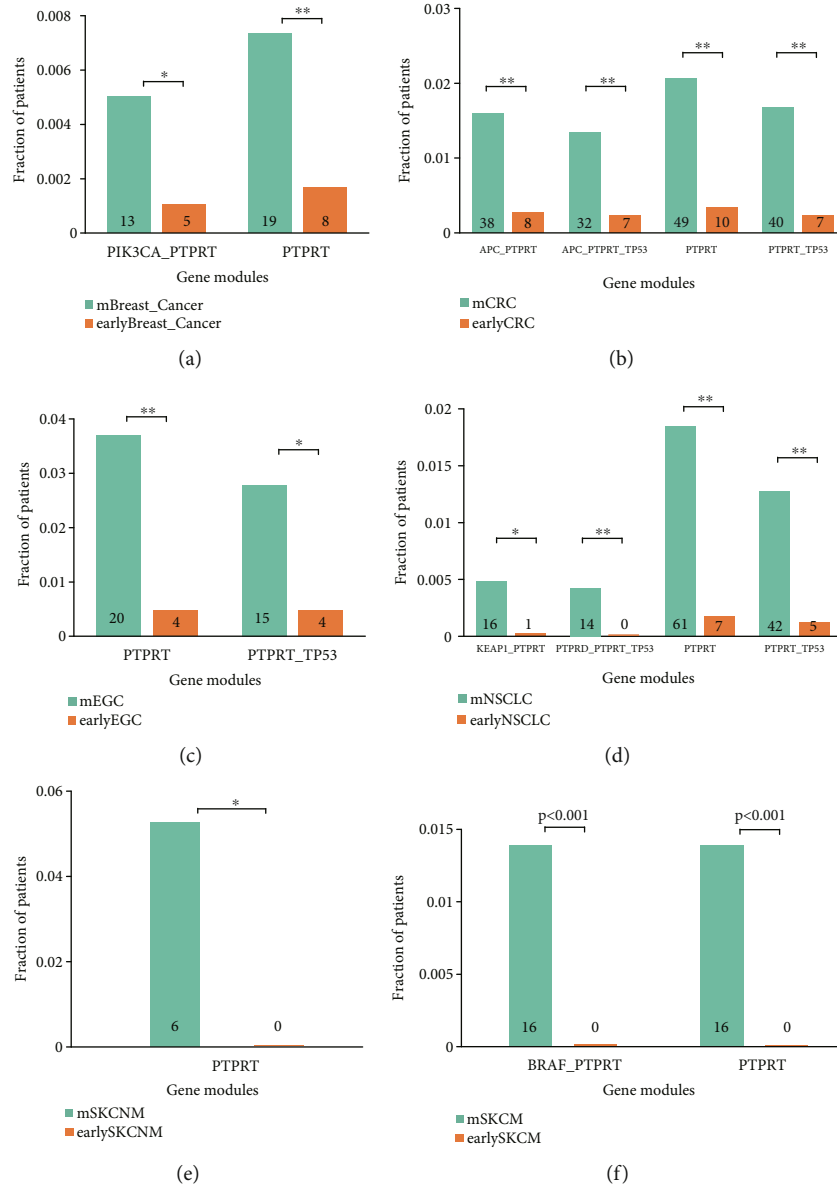 0.008
0.006
0.004
0.002
0
Fraction of patients
*
**
13
5
19
8
PIK3CA_PTPRT
PTPRT
Gene modules
mBreast_Cancer
earlyBreast_Cancer
(a)
0.03
0.02
0.01
0
Fraction of patients
**
**
**
**
38
8
32
7
49
10
40
7
APC_PTPRT
APC_PTPRT_TP53
PTPRT
PTPRT_TP53
Gene modules
mCRC
earlyCRC
(b)
0.04
0.03
0.02
0.01
0
Fraction of patients
**
*
20
4
15
4
PTPRT
PTPRT_TP53
Gene modules
mEGC
earlyEGC
(c)
0.02
0.015
0.01
0.005
0
Fraction of patients
*
**
**
**
16
1
14
0
61
7
42
5
KEAP1_PTPRT
PTPRD_PTPRT_TP53
PTPRT
PTPRT_TP53
Gene modules
mNSCLC
earlyNSCLC
(d)
0.06
0.04
0.02
0
Fraction of patients
*
6
0
PTPRT
Gene modules
mSKCNM
earlySKCNM
(e)
0.015
0.01
0.005
0
Fraction of patients
p<0.001
p<0.001
16
0
16
0
BRAF_PTPRT
PTPRT
Gene modules
mSKCM
earlySKCM
(f)